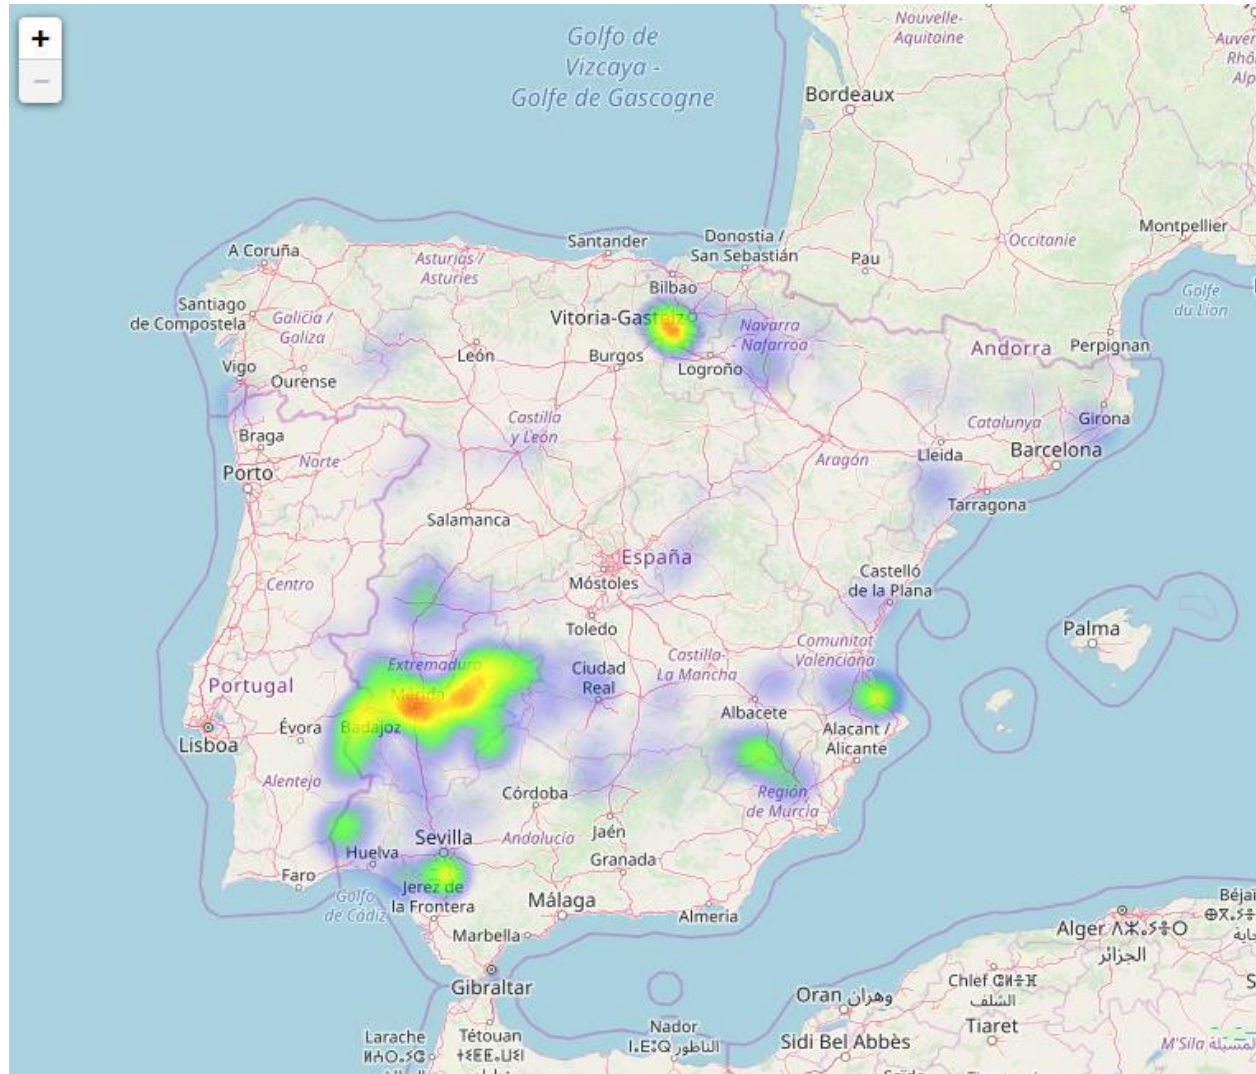 +
−
Golfo de
Vizcaya -
Golfe de Gascogne
Nouvelle-
Aquitaine
Bordeaux
Montpellier
Occitanie
Golfe
du Lion
Pau
Donostia /
San Sebastián
Santander
Bilbao
A Coruña
Asturias /
Asturies
Santiago
de Compostela
Galicia /
Galiza
Vitoria-Gasteiz
Navarra
Nafarroa
Andorra
Perpignan
León
Burgos
Logroño
Vigo
Ourense
Castilla
y León
Catalunya
Girona
Braga
Norte
Aragón
Lleida
Barcelona
Porto
Tarragona
Salamanca
España
Centro
Móstoles
Castelló
de la Plana
Toledo
Palma
Comunitat
Valenciana
Extremadura
Ciudad
Real
Castilla-
La Mancha
Portugal
Mérida
Albacete
Évora
Badajoz
Alacant /
Alicante
Lisboa
Alentejo
Córdoba
Región
de Murcia
Sevilla
Andalucía
Jaén
Huelva
Granada
Faro
Golfo
de Cádiz
Jerez de
la Frontera
Málaga
Almería
Marbella
Gibraltar
Alger ⴷⵣⴰⵢⴻⵔ
الجزائر
Oran وهران
Chlef
الشلف
Larache
Tétouan
Nador
الناظور
Sidi Bel Abbès
Tiaret
M'Sila